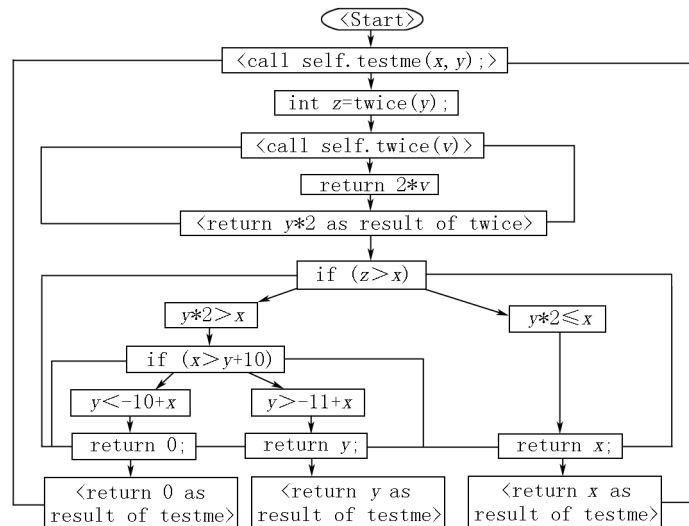 <Start>
<call self.testme(x, y);>
int z=twice(y);
<call self.twice(v)>
return 2*v
<return y*2 as result of twice>
if (z>x)
y*2>x
y*2≤x
if (x>y+10)
y<-10+x
y>-11+x
return 0;
return y;
return x;
<return 0 as
result of testme>
<return y as
result of testme>
<return x as
result of testme>